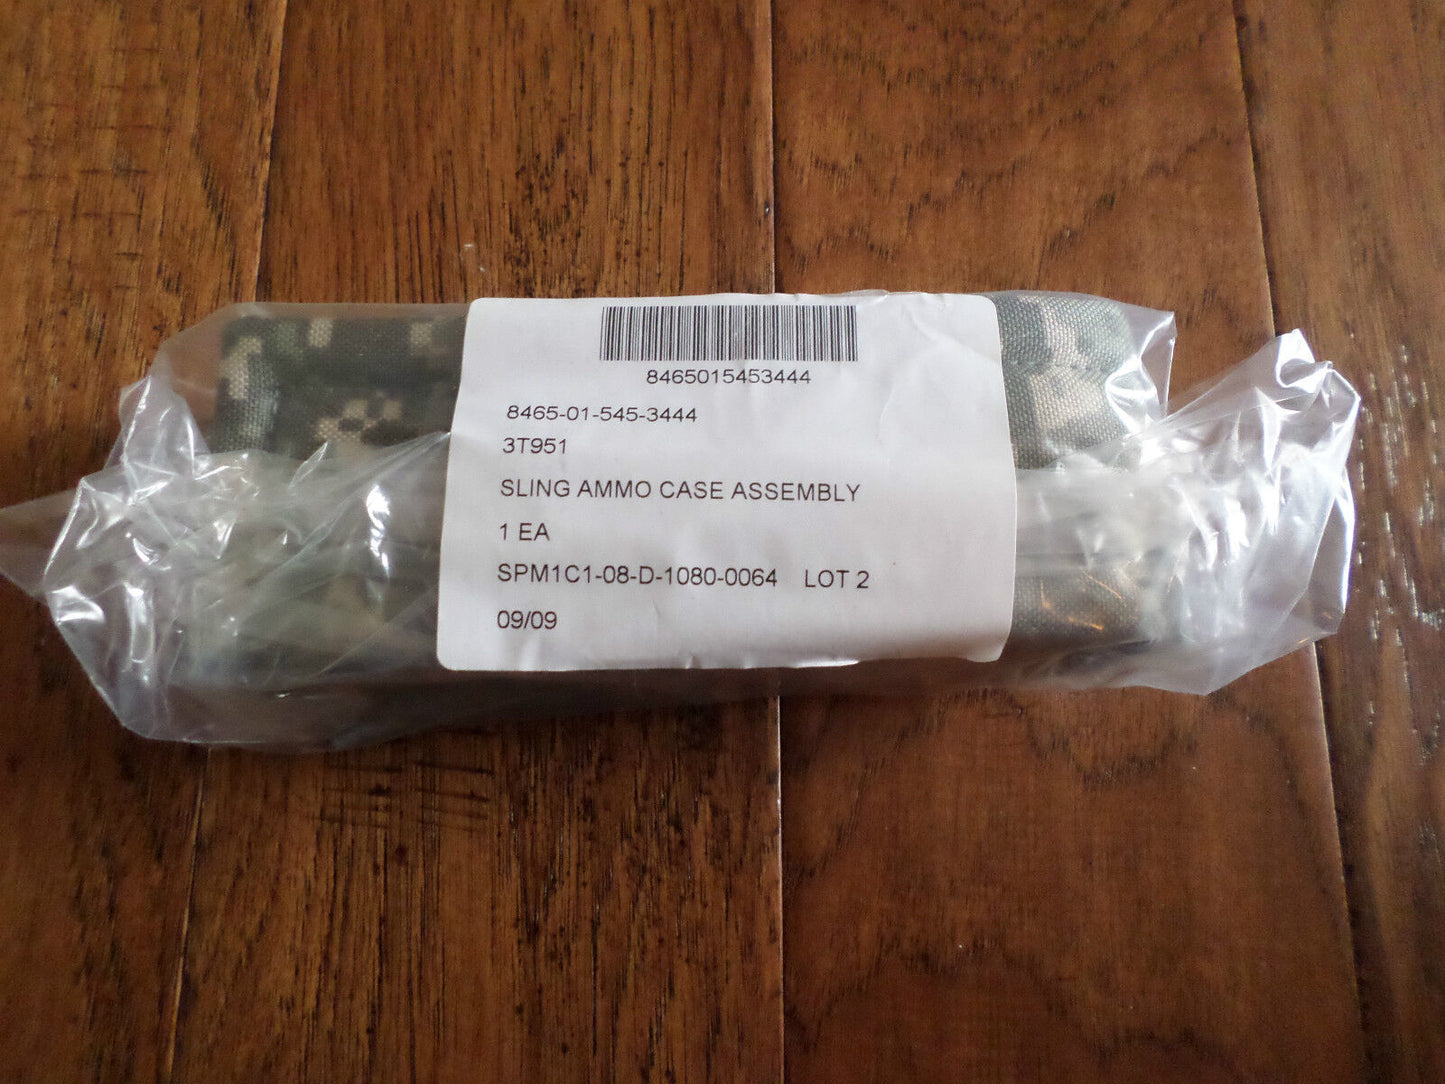 8465015453444
8465-01-545-3444
3T951
SLING AMMO CASE ASSEMBLY
1 EA
SPM1C1-08-D-1080-0064 LOT 2
09/09